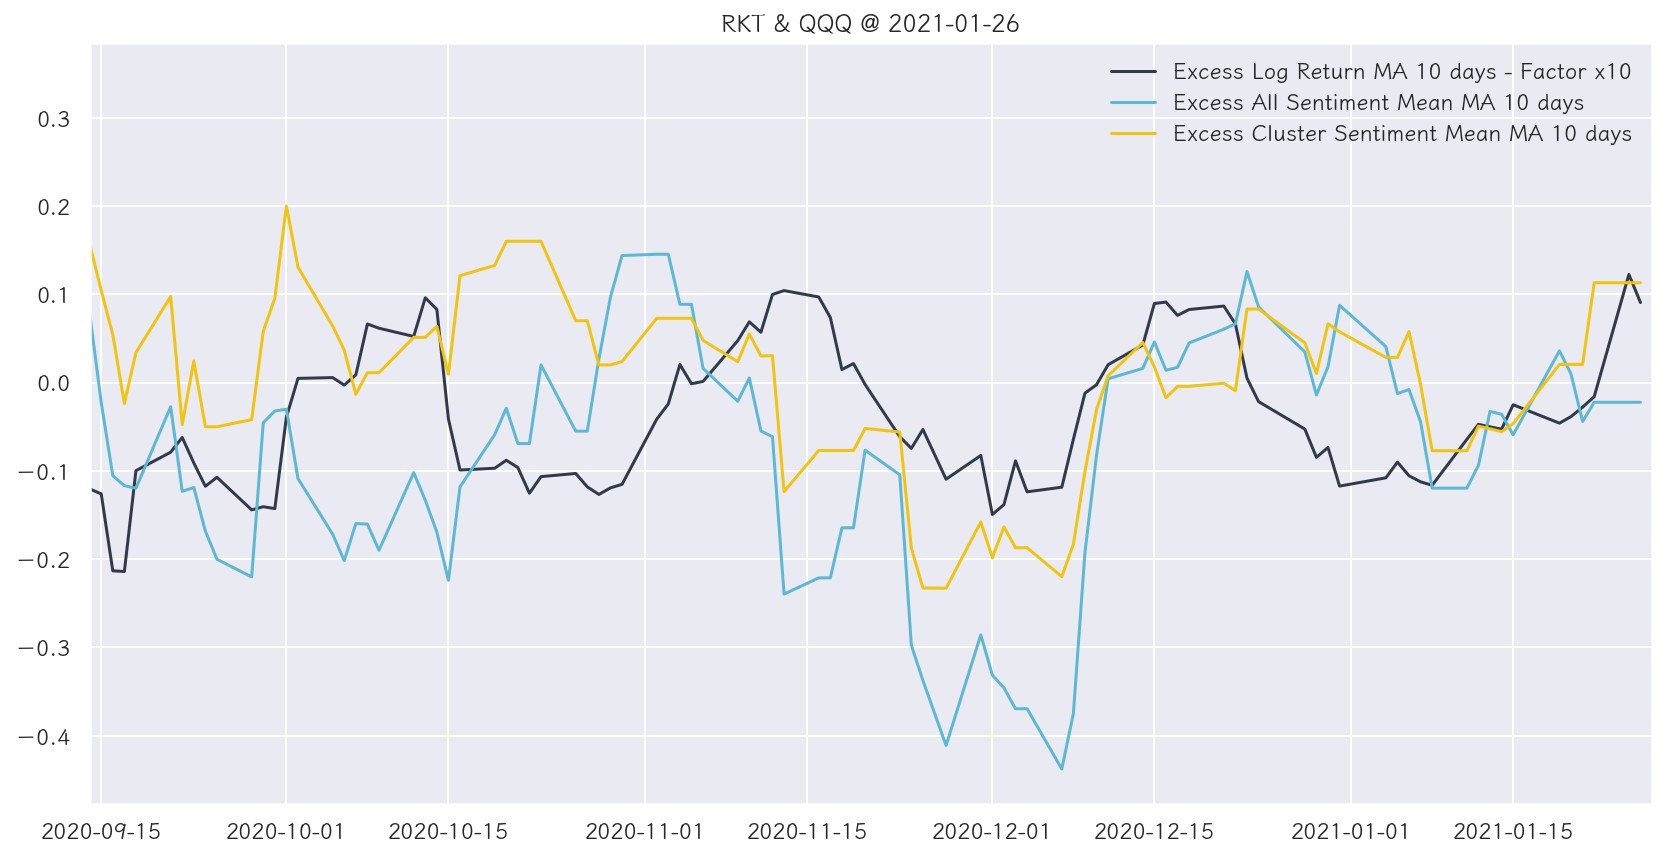 RKT & QQQ @ 2021-01-26
Excess Log Return MA 10 days - Factor x10
Excess All Sentiment Mean MA 10 days
Excess Cluster Sentiment Mean MA 10 days
0.3
0.2
0.1
0.0
−0.1
−0.2
−0.3
−0.4
2020-09-15 2020-10-01 2020-10-15 2020-11-01 2020-11-15 2020-12-01 2020-12-15 2021-01-01 2021-01-15